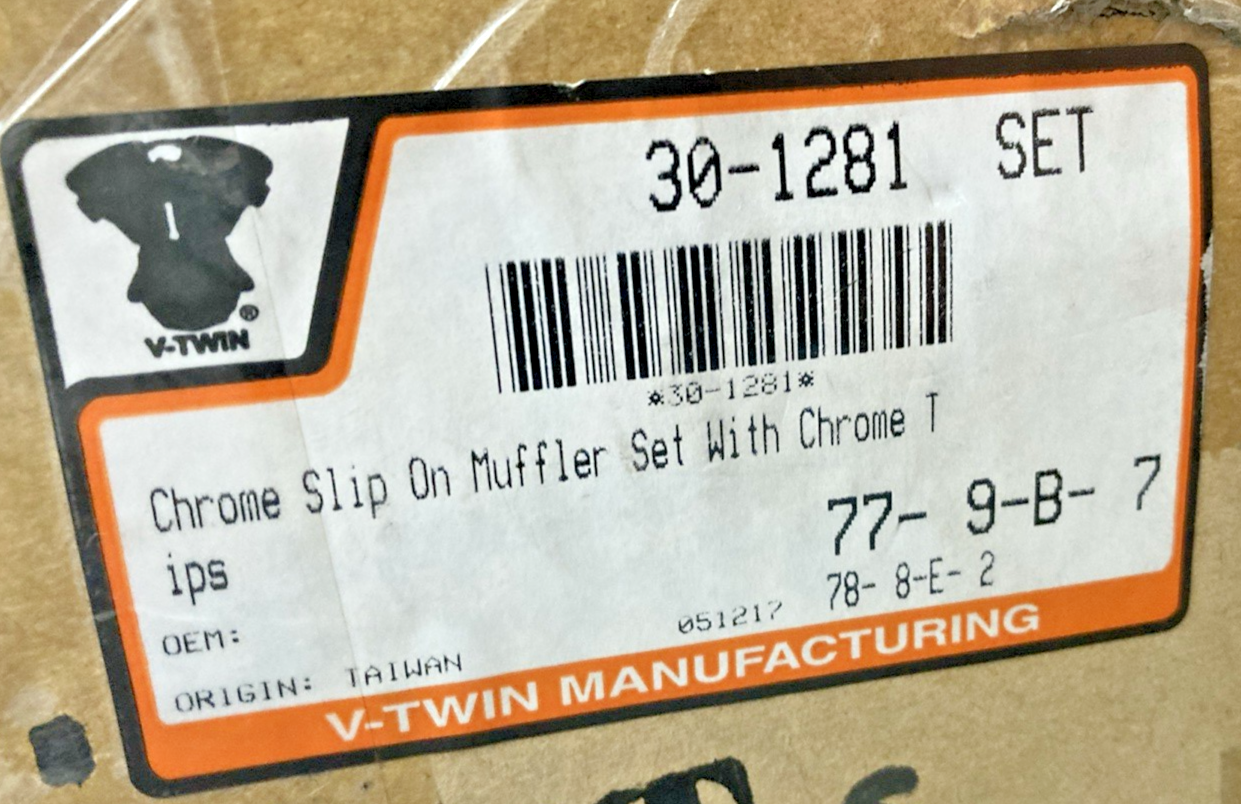 30-1281 SET
®
V-TWIN
*30-1281*
Chrome Slip On Muffler Set With Chrome T
ips
77- 9-B- 7
78- 8-E- 2
OEM:
051217
ORIGIN: TAIWAN
V-TWIN MANUFACTURING